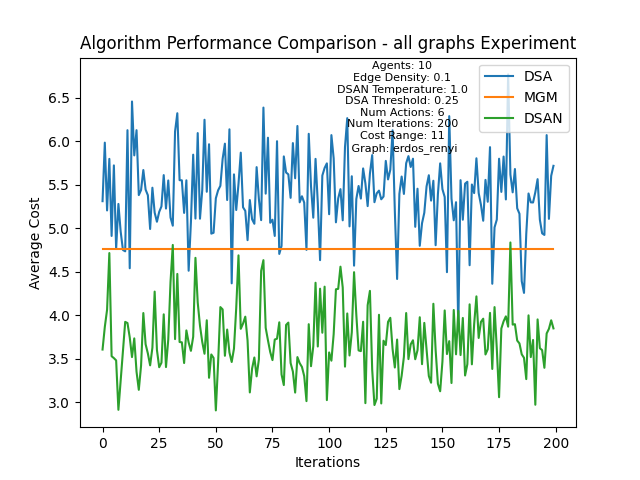 Algorithm Performance Comparison - all graphs Experiment
Agents: 10
Edge Density: 0.1
DSAN Temperature: 1.0
DSA Threshold: 0.25
Num Actions: 6
Num Iterations: 200
Cost Range: 11
Graph: erdos_renyi
DSA
MGM
DSAN
Average Cost
6.5
6.0
5.5
5.0
4.5
4.0
3.5
3.0
0
25
50
75
100
125
150
175
200
Iterations